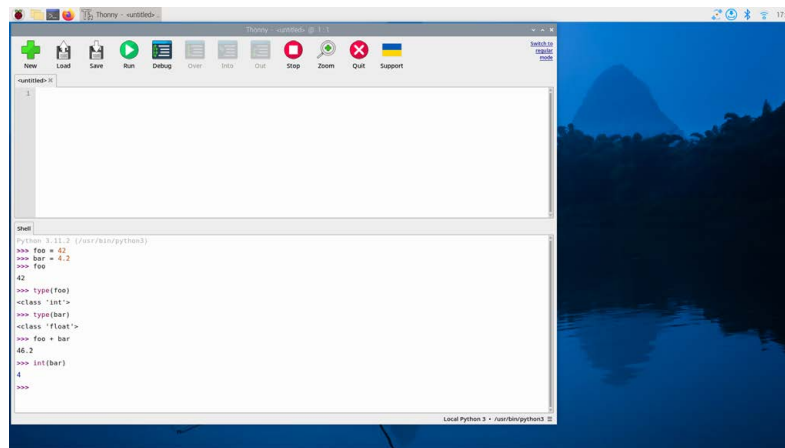 Thonny - <untitled> ...
17:
Thonny - <untitled> @ 1 : 1
New Load Save Run Debug Over Into Out Stop Zoom Quit Support
Switch to
regular
mode
<untitled> ×
1
Shell
Python 3.11.2 (/usr/bin/python3)
>>> foo = 42
>>> bar = 4.2
>>> foo
42
>>> type(foo)
<class 'int'>
>>> type(bar)
<class 'float'>
>>> foo + bar
46.2
>>> int(bar)
4
>>>
Local Python 3 • /usr/bin/python3 ☰